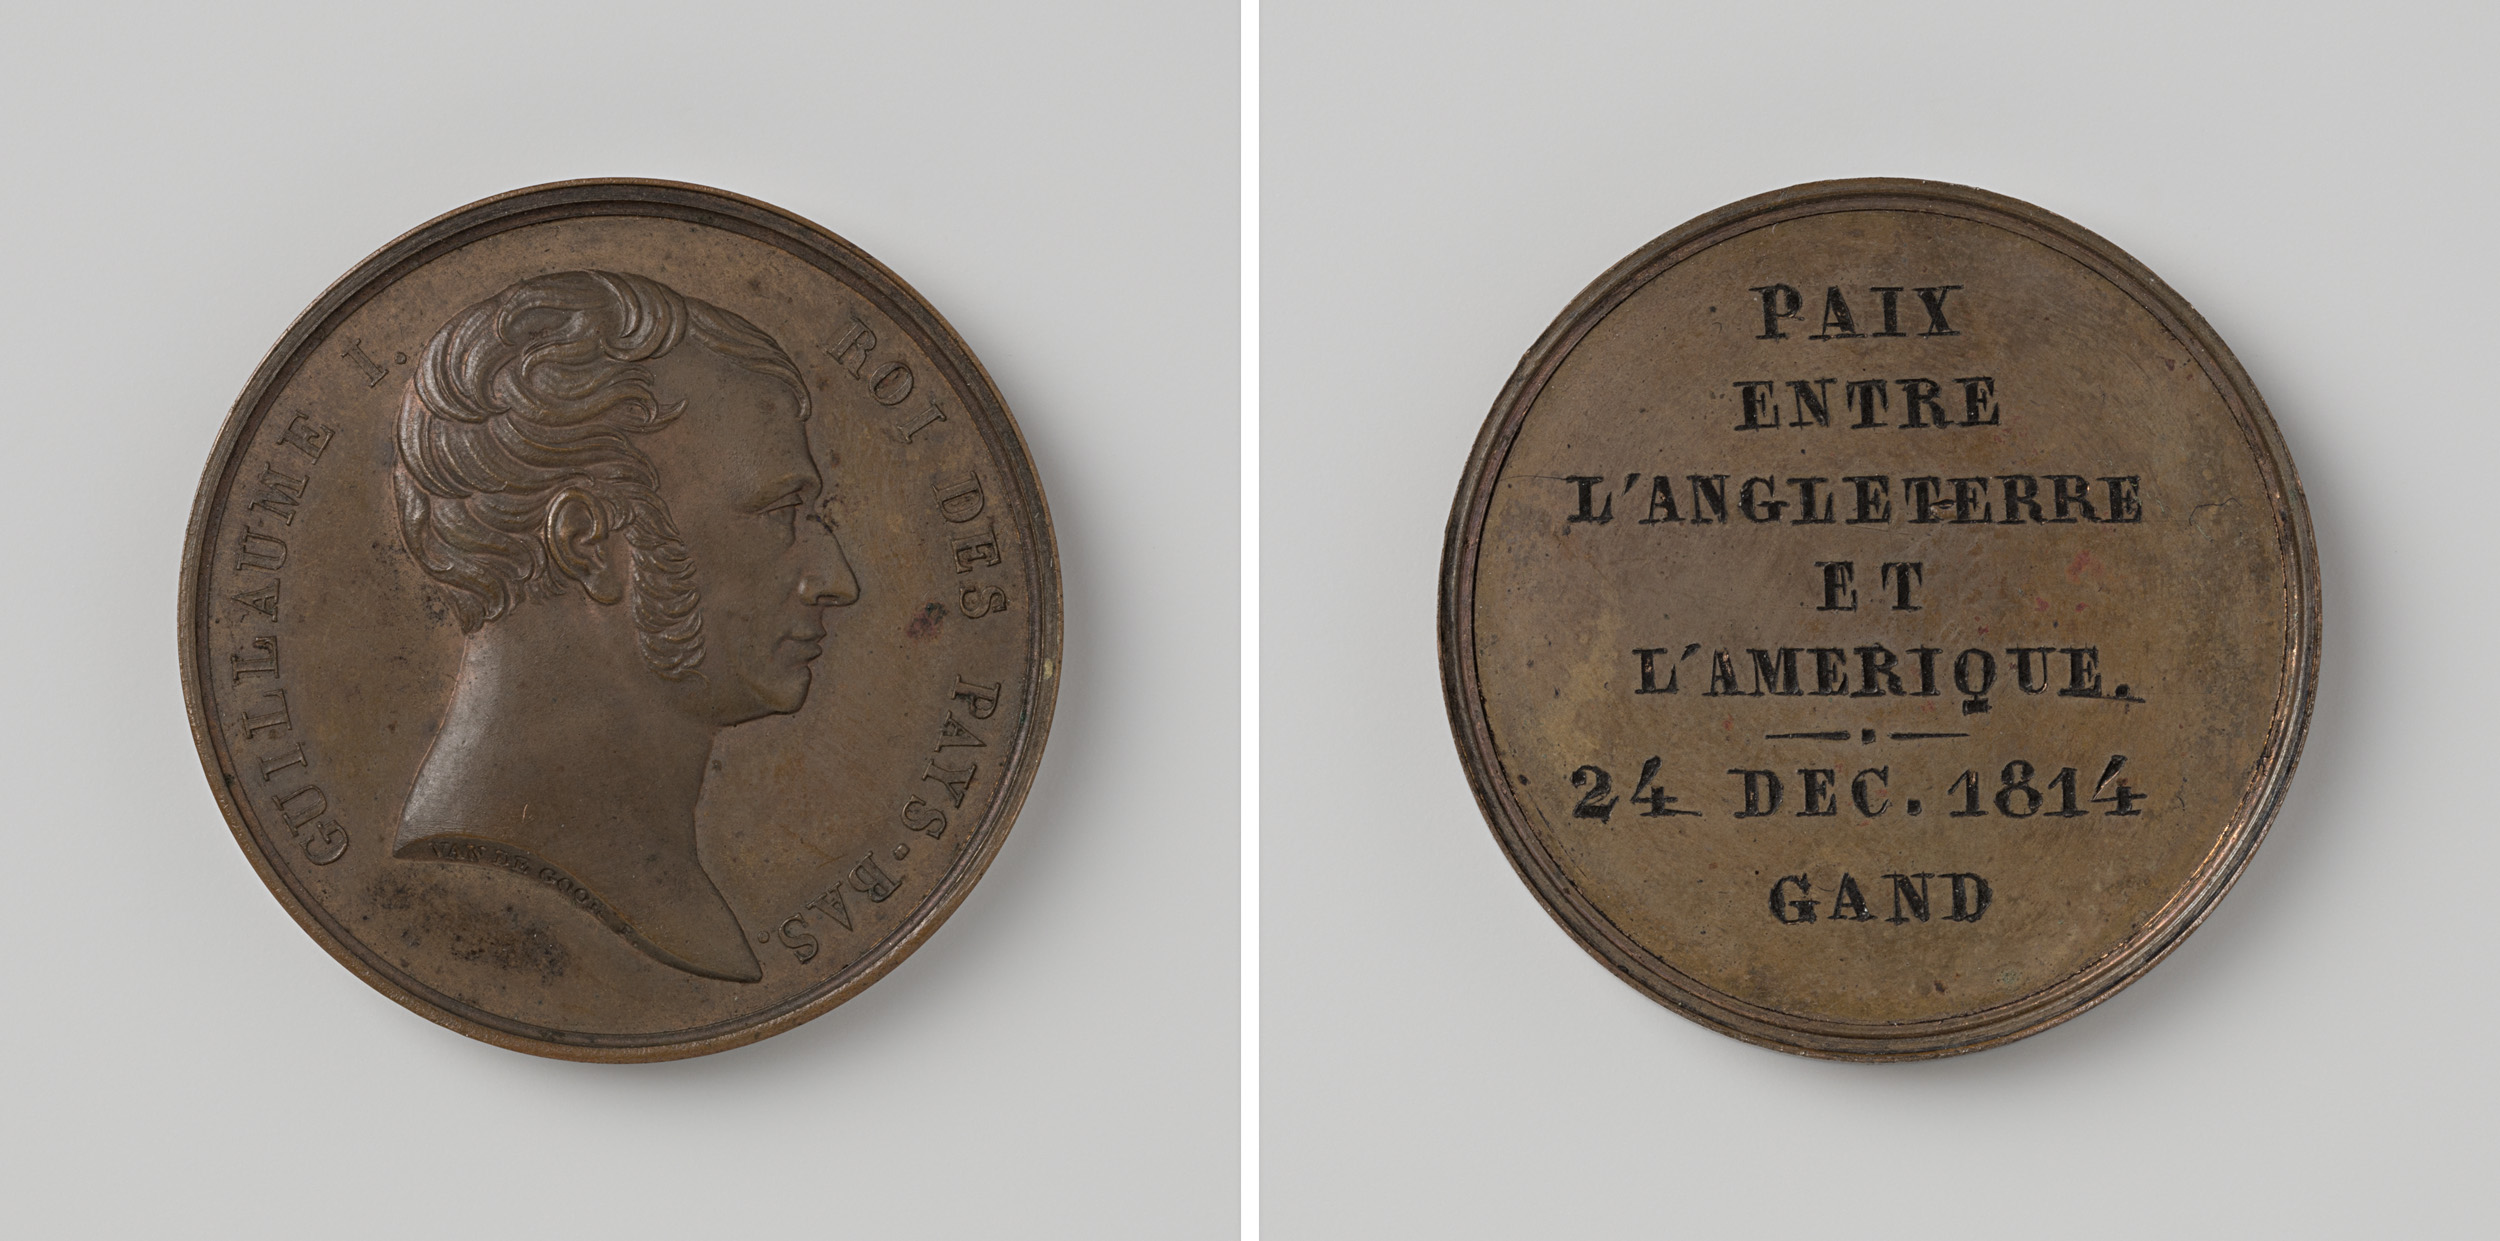 GUILLAUME I. ROI DES PAYS-BAS.
VAN DE GOOR
PAIX
ENTRE
L'ANGLETERRE
ET
L'AMERIQUE.
24 DEC. 1814
GAND